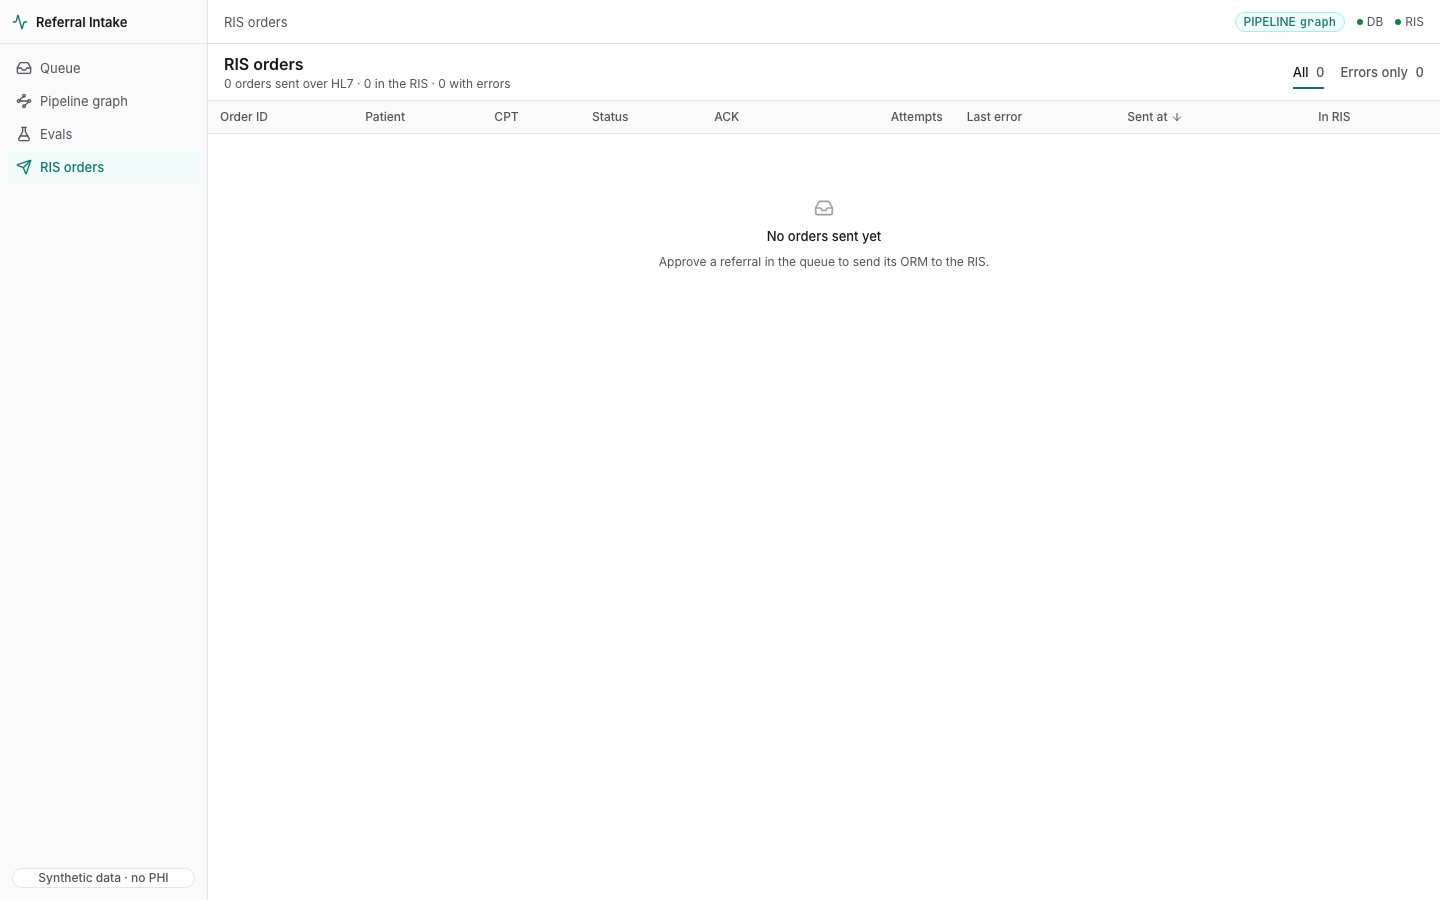 Referral Intake
RIS orders
PIPELINE graph
DB
RIS
Queue
Pipeline graph
Evals
RIS orders
RIS orders
0 orders sent over HL7 · 0 in the RIS · 0 with errors
All 0
Errors only 0
Order ID
Patient
CPT
Status
ACK
Attempts
Last error
Sent at ↓
In RIS
No orders sent yet
Approve a referral in the queue to send its ORM to the RIS.
Synthetic data · no PHI